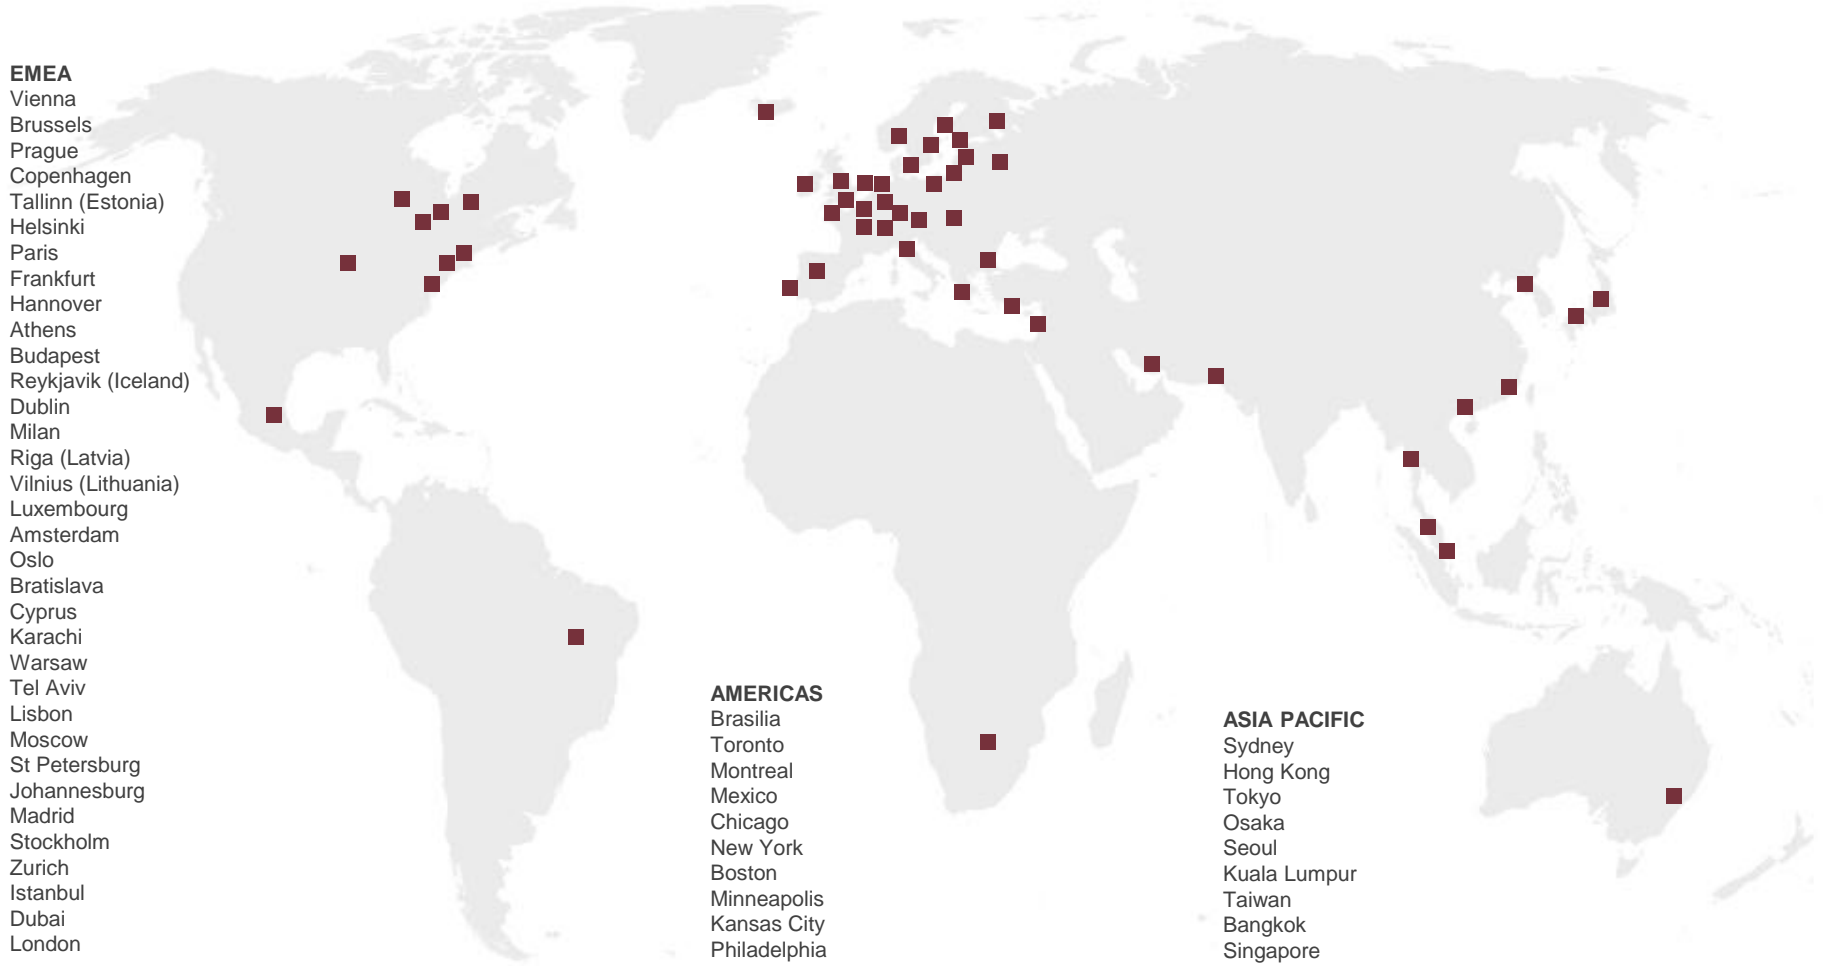 EMEA
Vienna
Brussels
Prague
Copenhagen
Tallinn (Estonia)
Helsinki
Paris
Frankfurt
Hannover
Athens
Budapest
Reykjavik (Iceland)
Dublin
Milan
Riga (Latvia)
Vilnius (Lithuania)
Luxembourg
Amsterdam
Oslo
Bratislava
Cyprus
Karachi
Warsaw
Tel Aviv
Lisbon
Moscow
St Petersburg
Johannesburg
Madrid
Stockholm
Zurich
Istanbul
Dubai
London
AMERICAS
Brasilia
Toronto
Montreal
Mexico
Chicago
New York
Boston
Minneapolis
Kansas City
Philadelphia
ASIA PACIFIC
Sydney
Hong Kong
Tokyo
Osaka
Seoul
Kuala Lumpur
Taiwan
Bangkok
Singapore